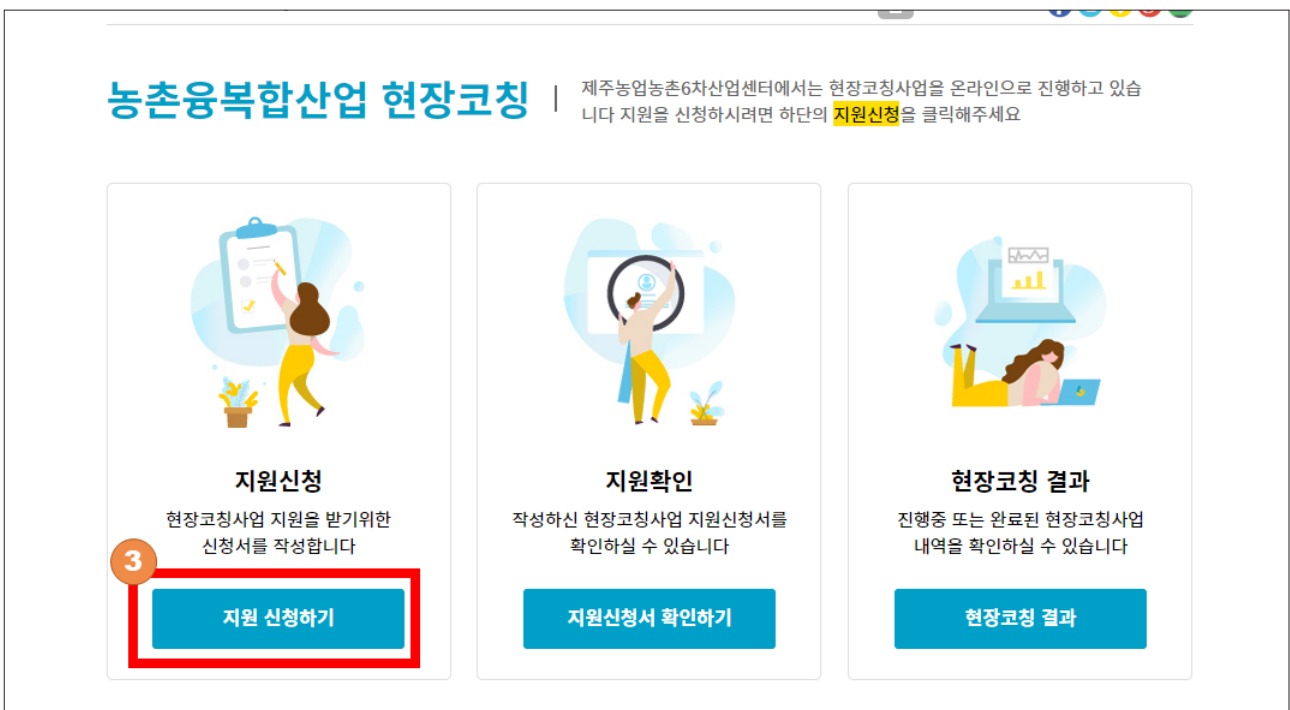 농촌융복합산업 현장코칭
제주농업농촌6차산업센터에서는 현장코칭사업을 온라인으로 진행하고 있습
니다 지원을 신청하시려면 하단의 지원신청을 클릭해주세요
지원신청
현장코칭사업 지원을 받기위한
신청서를 작성합니다
3
지원 신청하기
지원확인
작성하신 현장코칭사업 지원신청서를
확인하실 수 있습니다
지원신청서 확인하기
현장코칭 결과
진행중 또는 완료된 현장코칭사업
내역을 확인하실 수 있습니다
현장코칭 결과